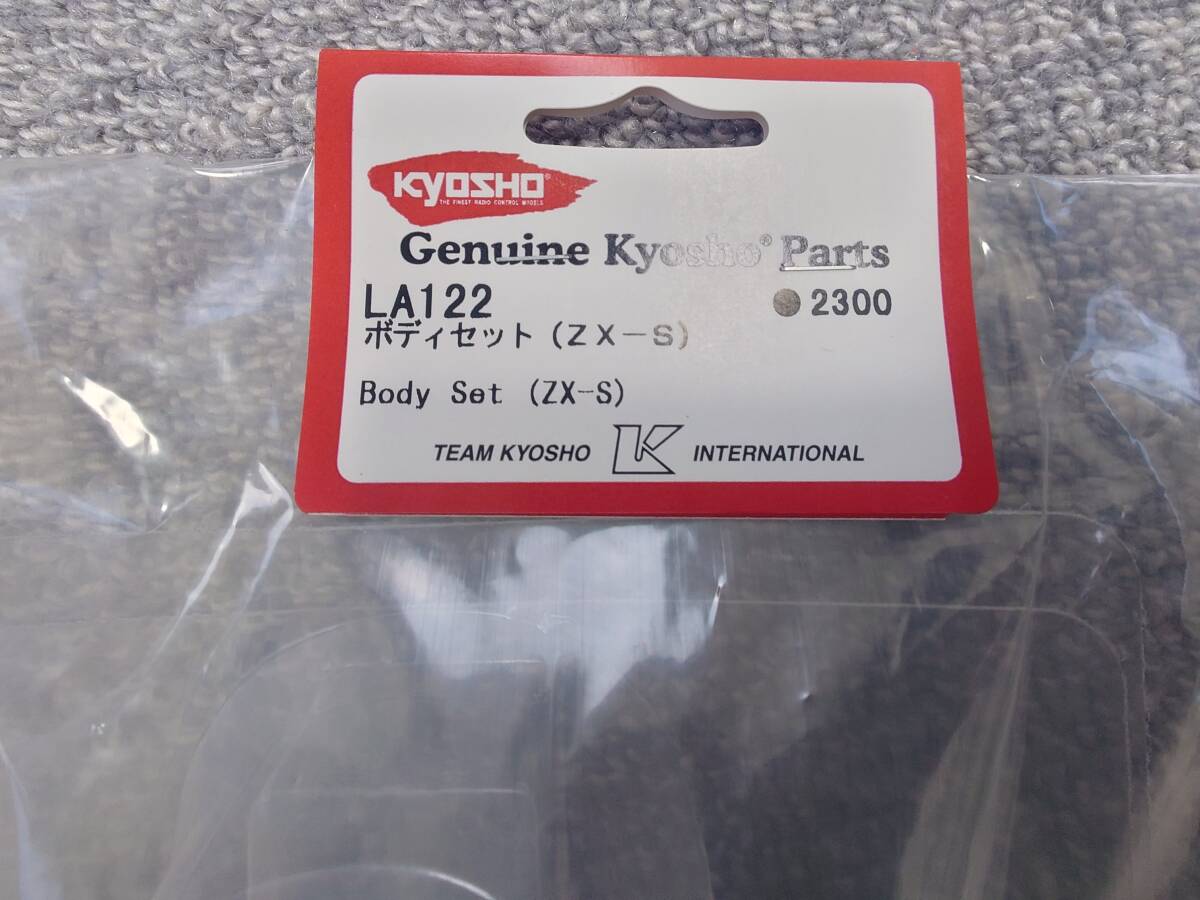 KYOSHO®
THE FINEST RADIO CONTROL MODELS
Genuine Kyosho® Parts
LA122 ●2300
ボディセット(ZX-S)
Body Set (ZX-S)
TEAM KYOSHO K INTERNATIONAL